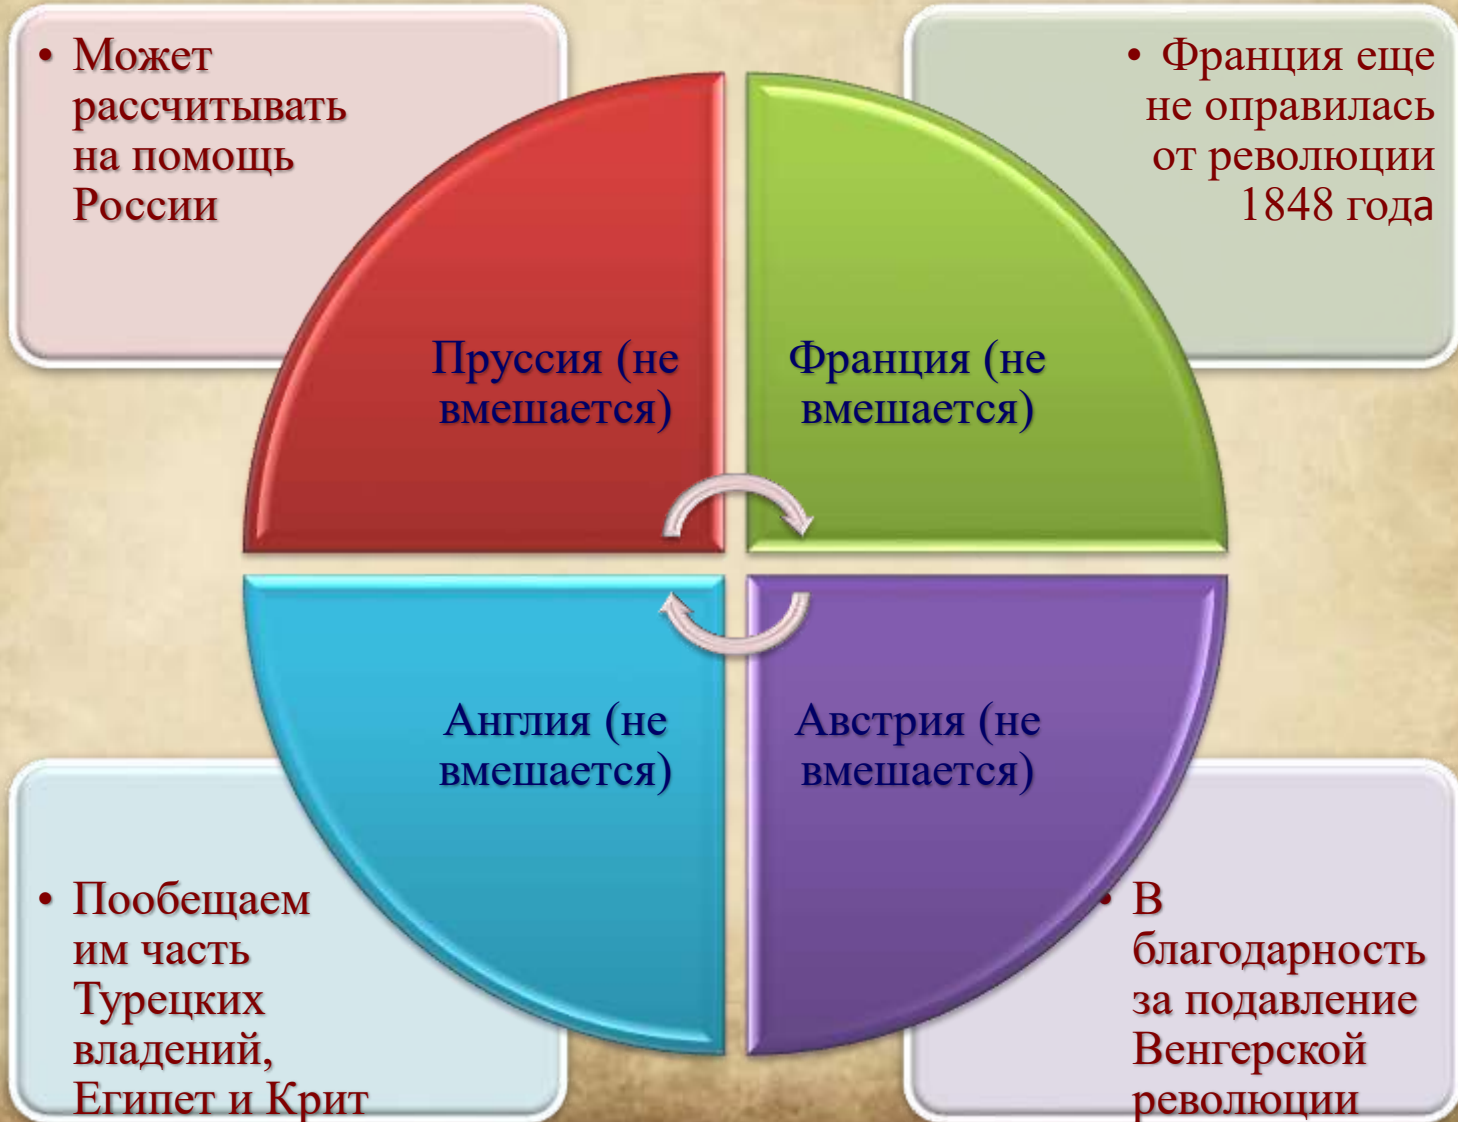 • Может
рассчитывать
на помощь
России
• Франция еще
не оправилась
от революции
1848 года
Пруссия (не
вмешается)
Франция (не
вмешается)
Англия (не
вмешается)
Австрия (не
вмешается)
• Пообещаем
им часть
Турецких
владений,
Египет и Крит
• В
благодарность
за подавление
Венгерской
революции